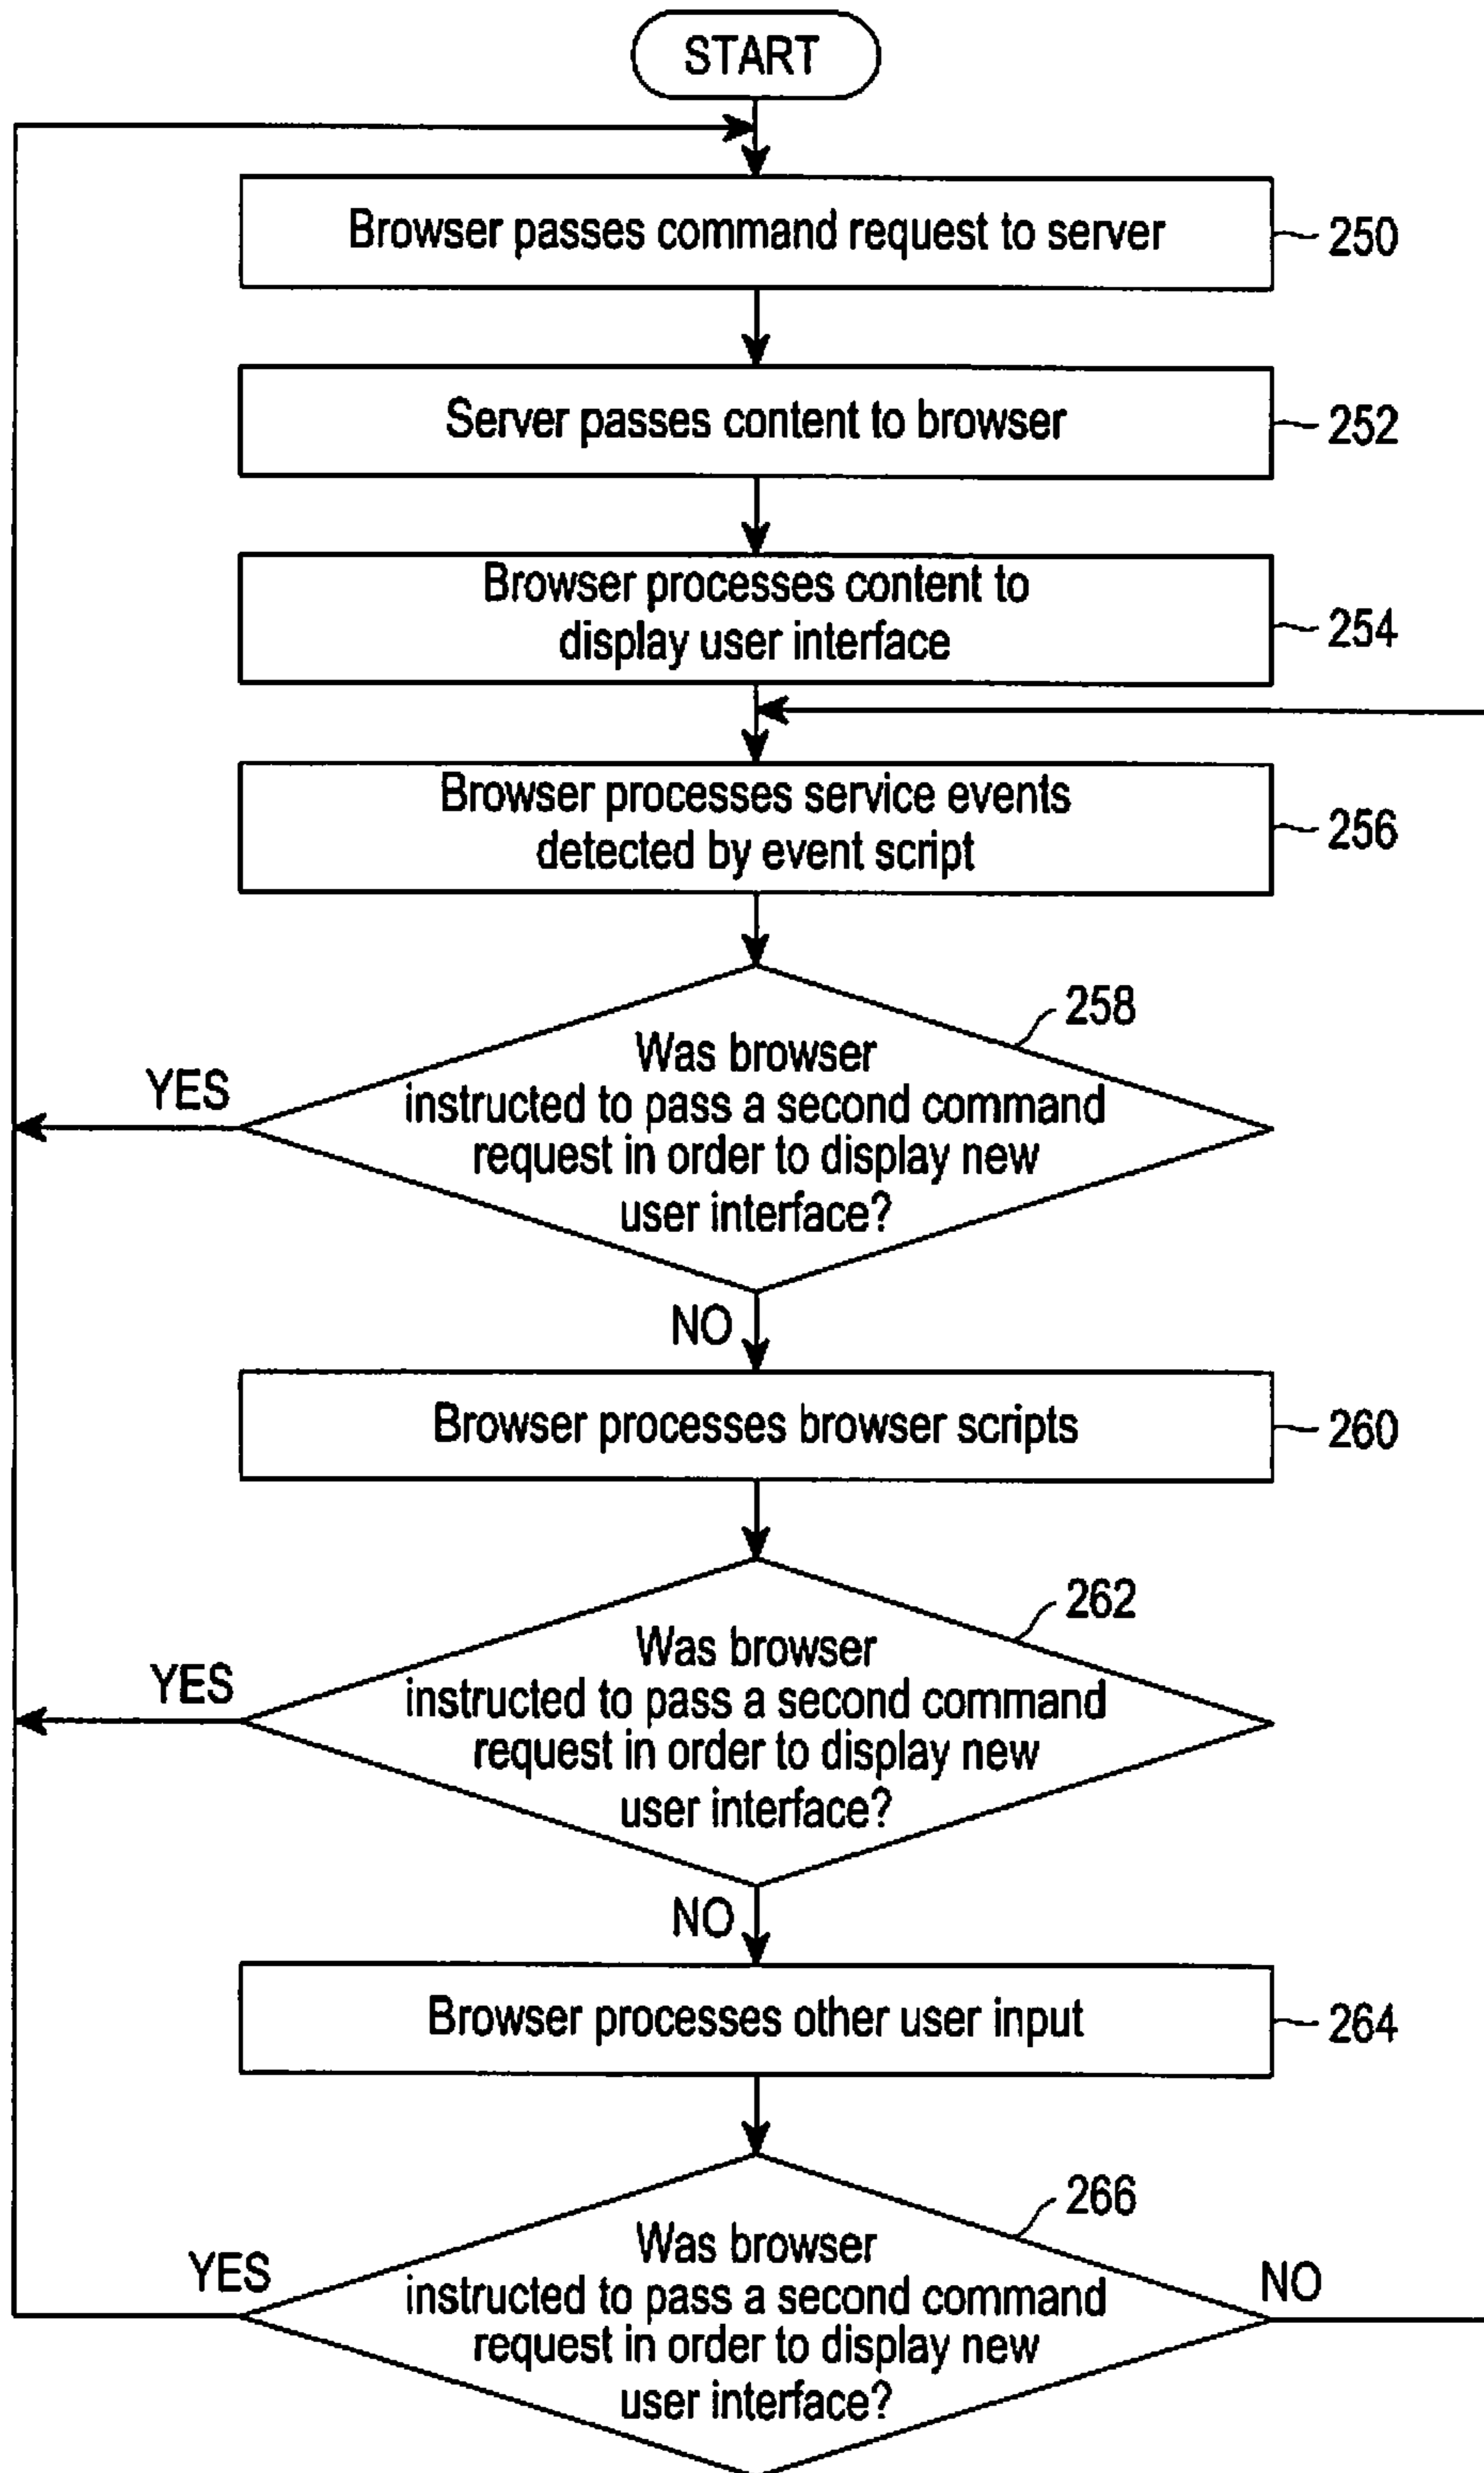 START
Browser passes command request to server
250
Server passes content to browser
252
Browser processes content to
display user interface
254
Browser processes service events
detected by event script
256
258
Was browser
instructed to pass a second command
request in order to display new
user interface?
YES
NO
Browser processes browser scripts
260
262
Was browser
instructed to pass a second command
request in order to display new
user interface?
YES
NO
Browser processes other user input
264
266
Was browser
instructed to pass a second command
request in order to display new
user interface?
YES
NO